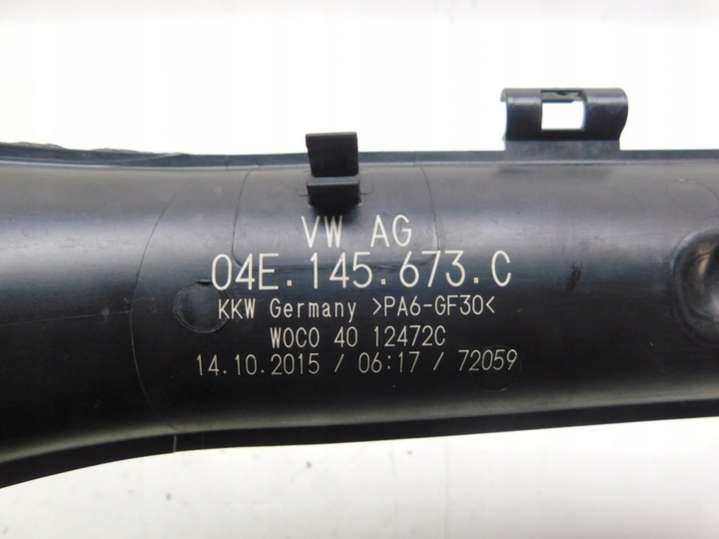 VW AG
04E.145.673.C
KKW Germany >PA6-GF30<
WOCO 40 12472C
14.10.2015 / 06:17 / 72059